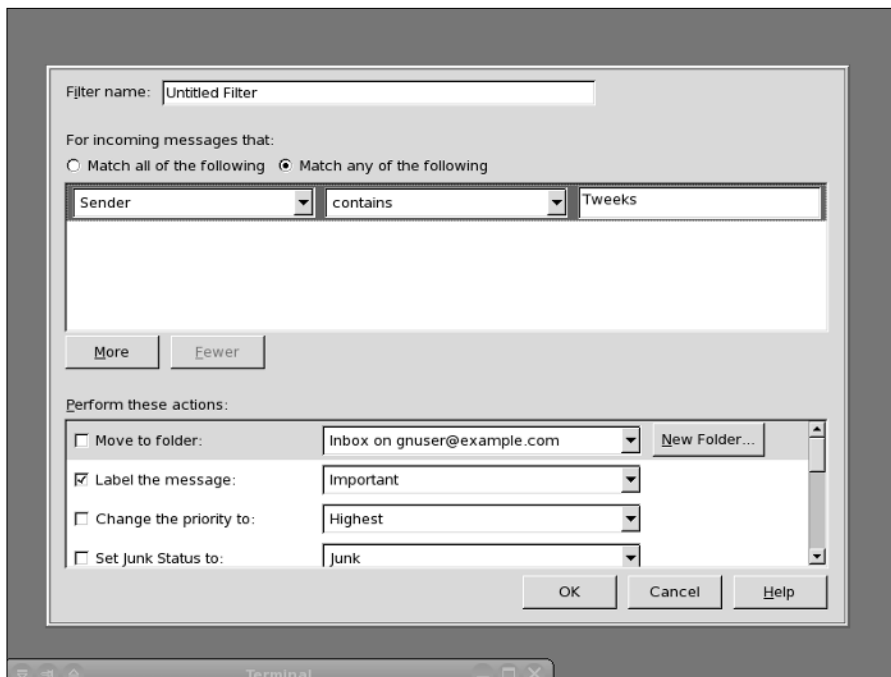 Filter name: Untitled Filter
For incoming messages that:
Match all of the following Match any of the following
Sender contains Tweeks
More Fewer
Perform these actions:
Move to folder: Inbox on gnuser@example.com New Folder...
Label the message: Important
Change the priority to: Highest
Set Junk Status to: Junk
OK Cancel Help
Terminal